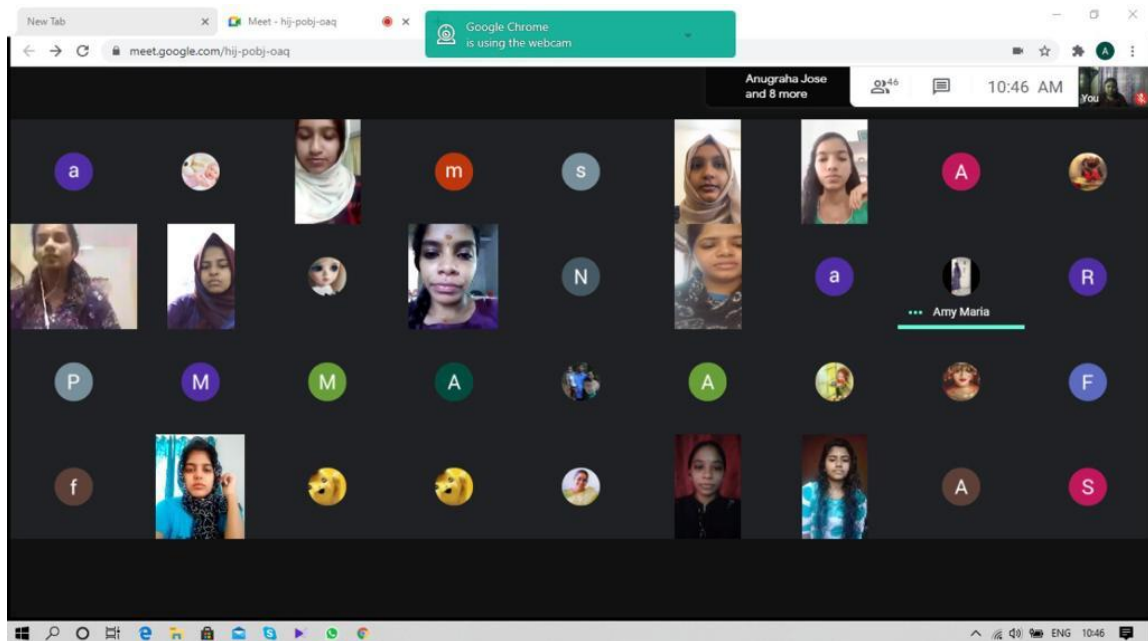 New Tab
Meet - hij-pobj-oaq
Google Chrome
is using the webcam
meet.google.com/hij-pobj-oaq
A
Anugraha Jose
and 8 more
46
10:46 AM
You
a
m
s
A
N
a
Amy Maria
R
P
M
M
A
A
F
f
A
S
ENG
10:46